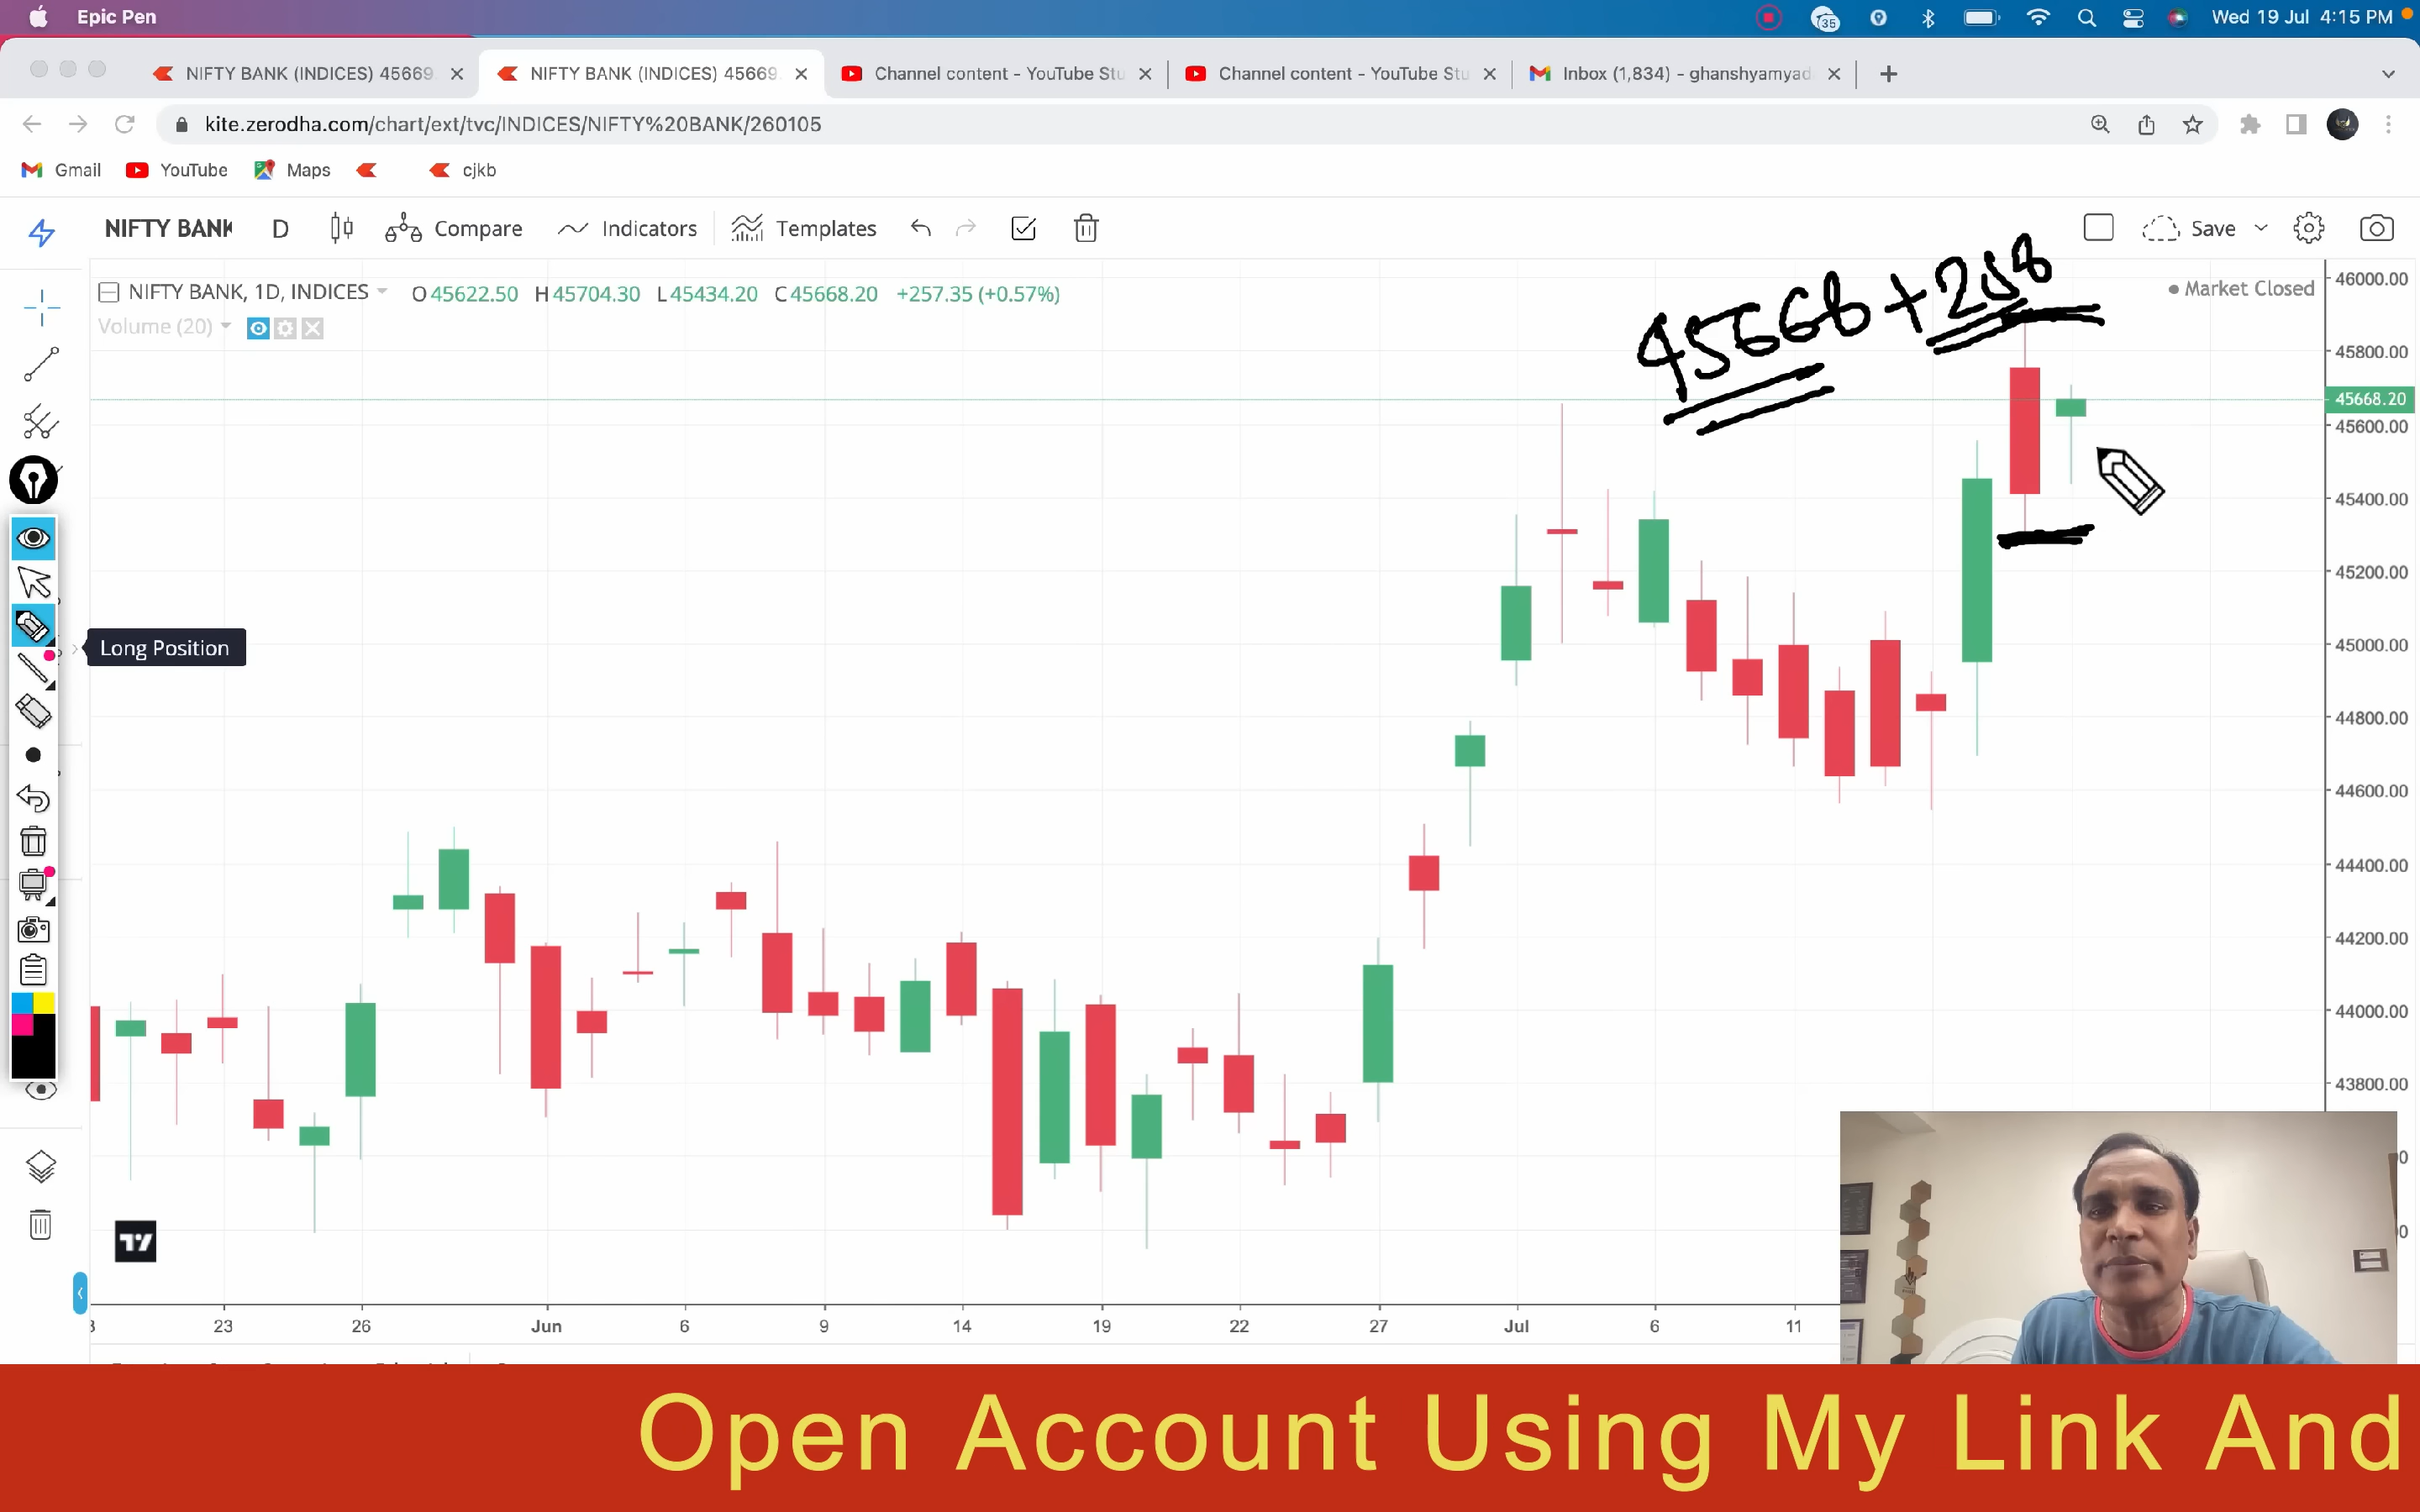 Epic Pen
35
Wed 19 Jul 4:15 PM
NIFTY BANK (INDICES) 45669
NIFTY BANK (INDICES) 45669
Channel content - YouTube Stu
Channel content - YouTube Stu
Inbox (1,834) - ghanshyamyad
kite.zerodha.com/chart/ext/tvc/INDICES/NIFTY%20BANK/260105
Gmail
YouTube
Maps
cjkb
NIFTY BANK
D
Compare
Indicators
Templates
Save
NIFTY BANK, 1D, INDICES O45622.50 H45704.30 L45434.20 C45668.20 +257.35 (+0.57%)
Market Closed
Volume (20)
45668+208
46000.00
45800.00
45668.20
45600.00
45400.00
45200.00
45000.00
44800.00
44600.00
44400.00
44200.00
44000.00
43800.00
Long Position
23 26 Jun 6 9 14 19 22 27 Jul 6 11
Open Account Using My Link And